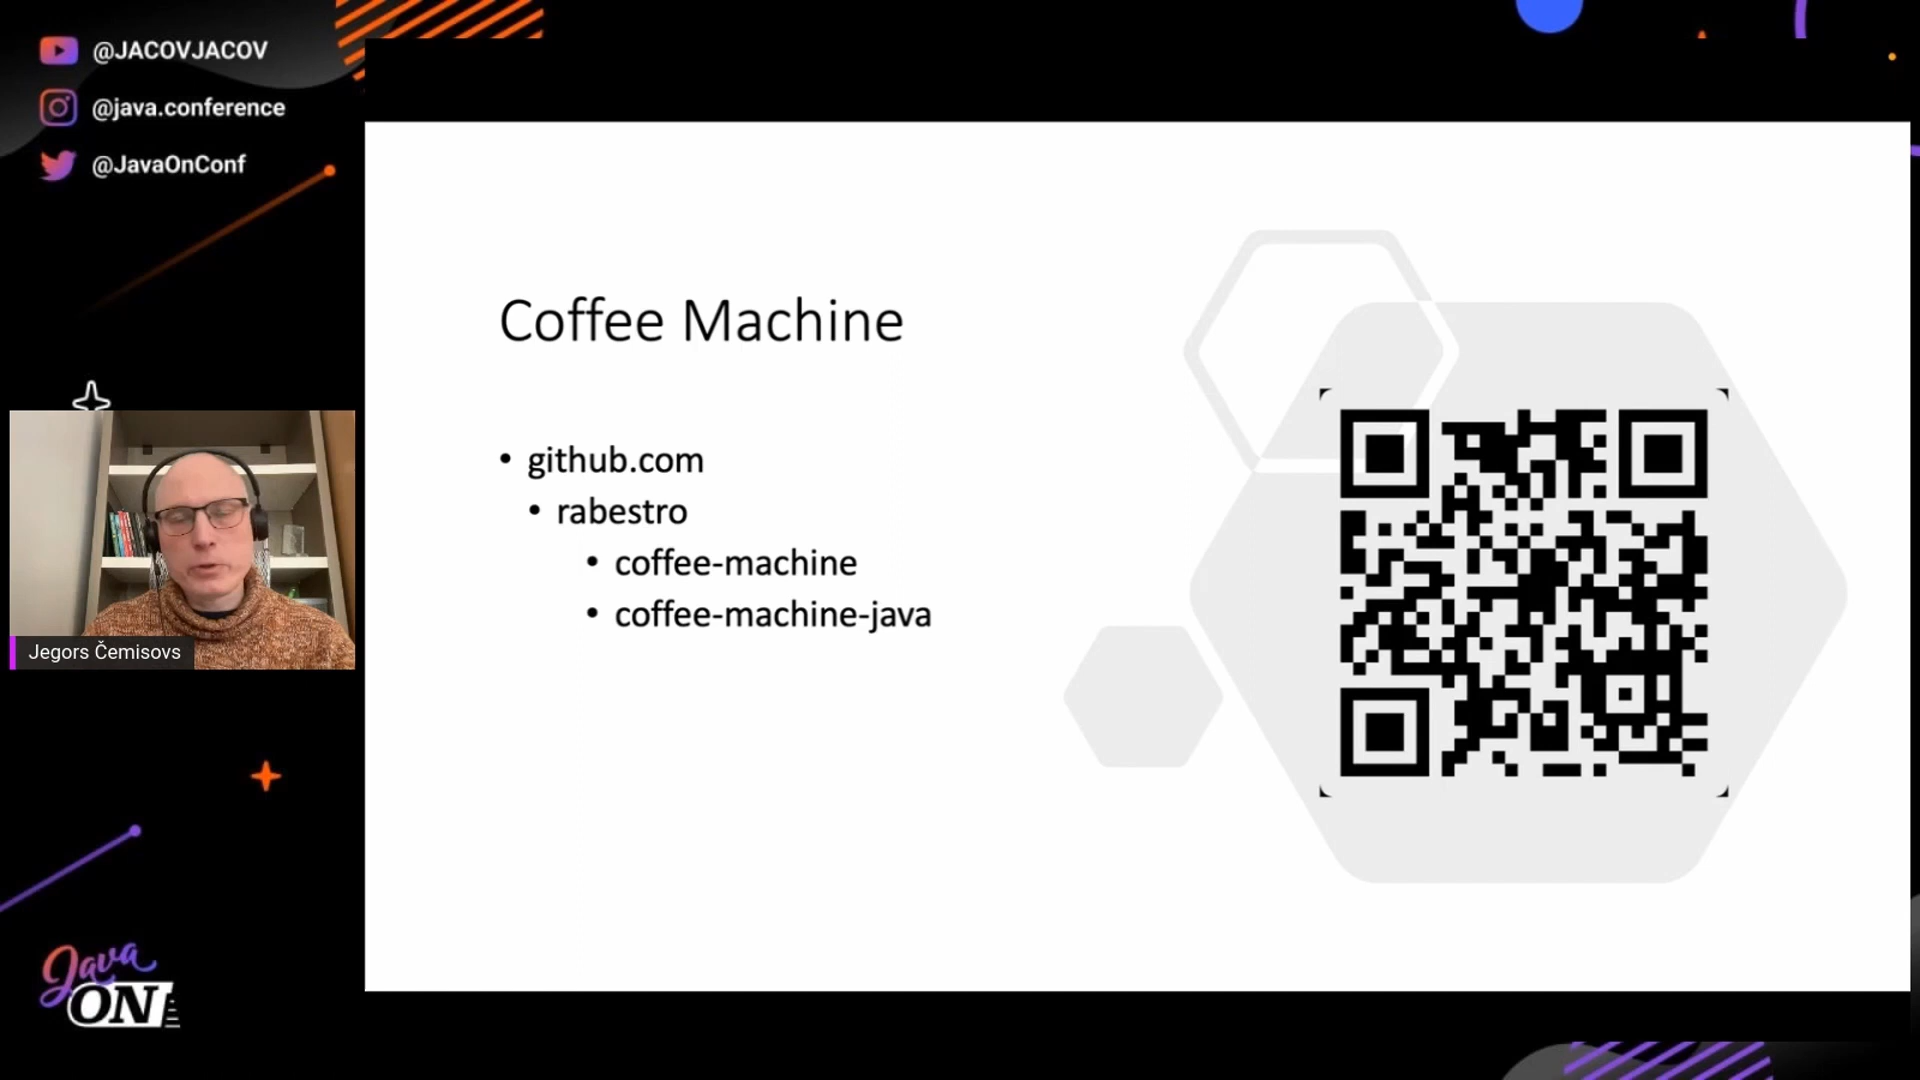 @JACOVJACOV
@java.conference
@JavaOnConf
Coffee Machine
• github.com
• rabestro
• coffee-machine
• coffee-machine-java
Jegors Čemisovs
Java
ON